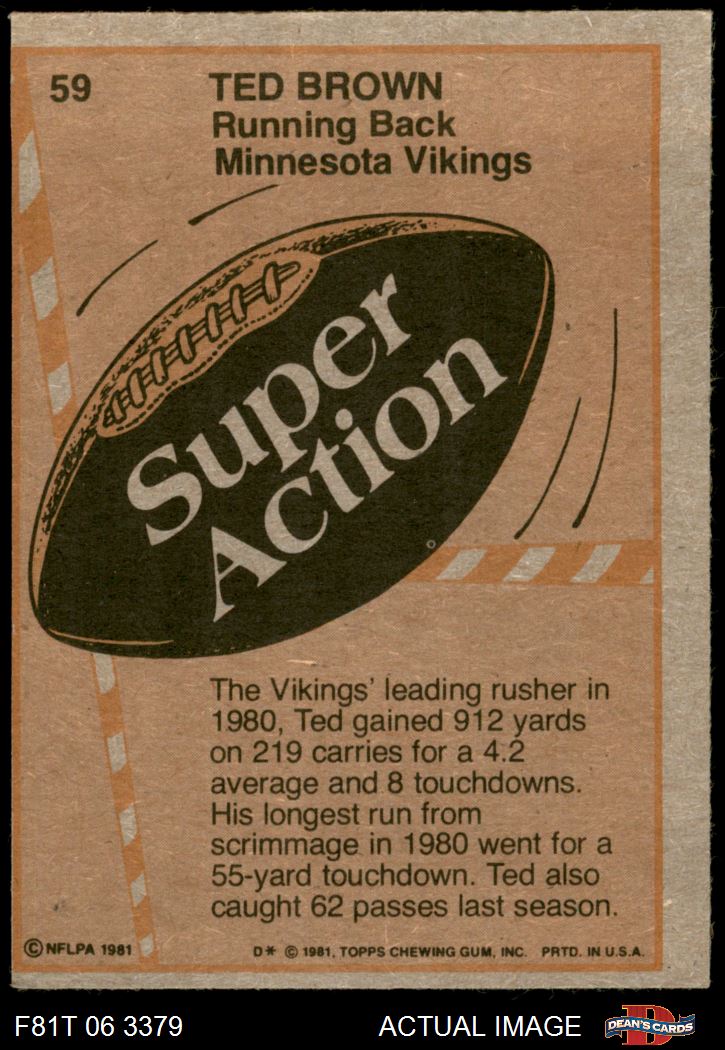 59
TED BROWN
Running Back
Minnesota Vikings
Super
Action
The Vikings' leading rusher in
1980, Ted gained 912 yards
on 219 carries for a 4.2
average and 8 touchdowns.
His longest run from
scrimmage in 1980 went for a
55-yard touchdown. Ted also
caught 62 passes last season.
© NFLPA 1981
D* © 1981, TOPPS CHEWING GUM, INC. PRTD. IN U.S.A.
F81T 06 3379
ACTUAL IMAGE
D
DEAN'S CARDS